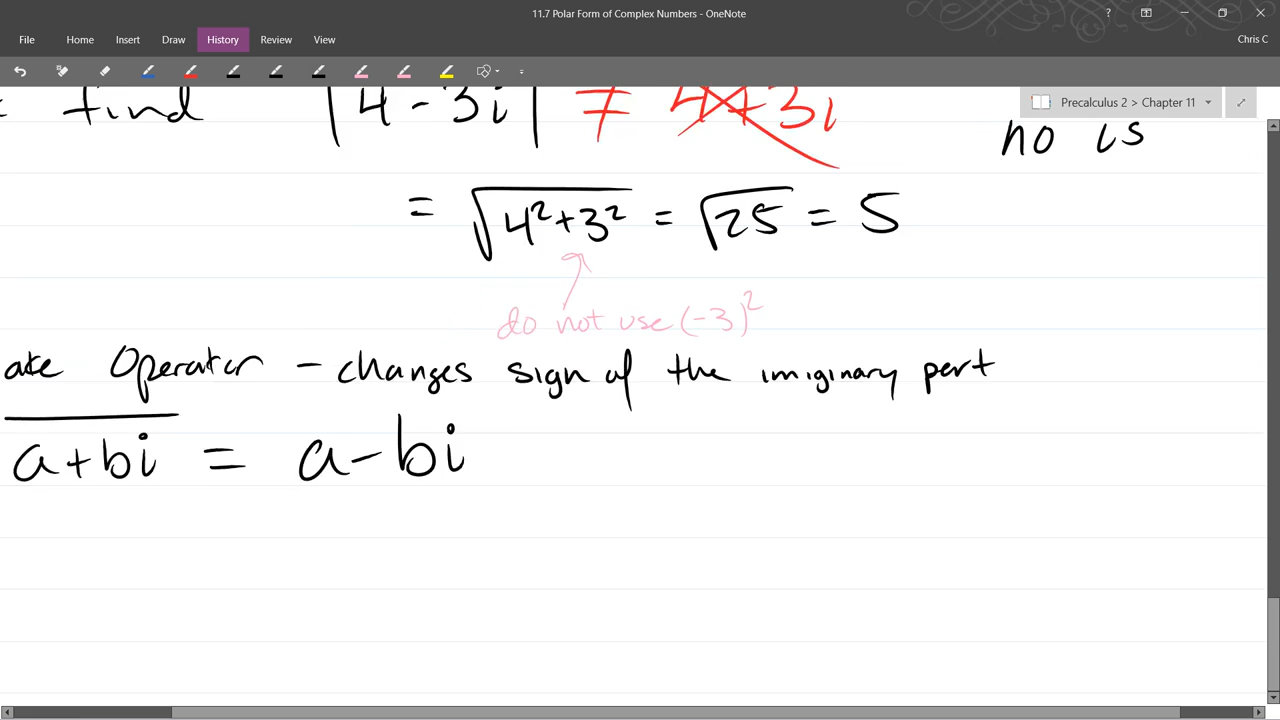 11.7 Polar Form of Complex Numbers - OneNote
File Home Insert Draw History Review View Chris C
Precalculus 2 > Chapter 11
find |4-3i| ≠ 4+3i
no is
= √(4²+3²) = √25 = 5
do not use (-3)²
ate Operator - changes sign of the imiginary part
a+bi = a-bi